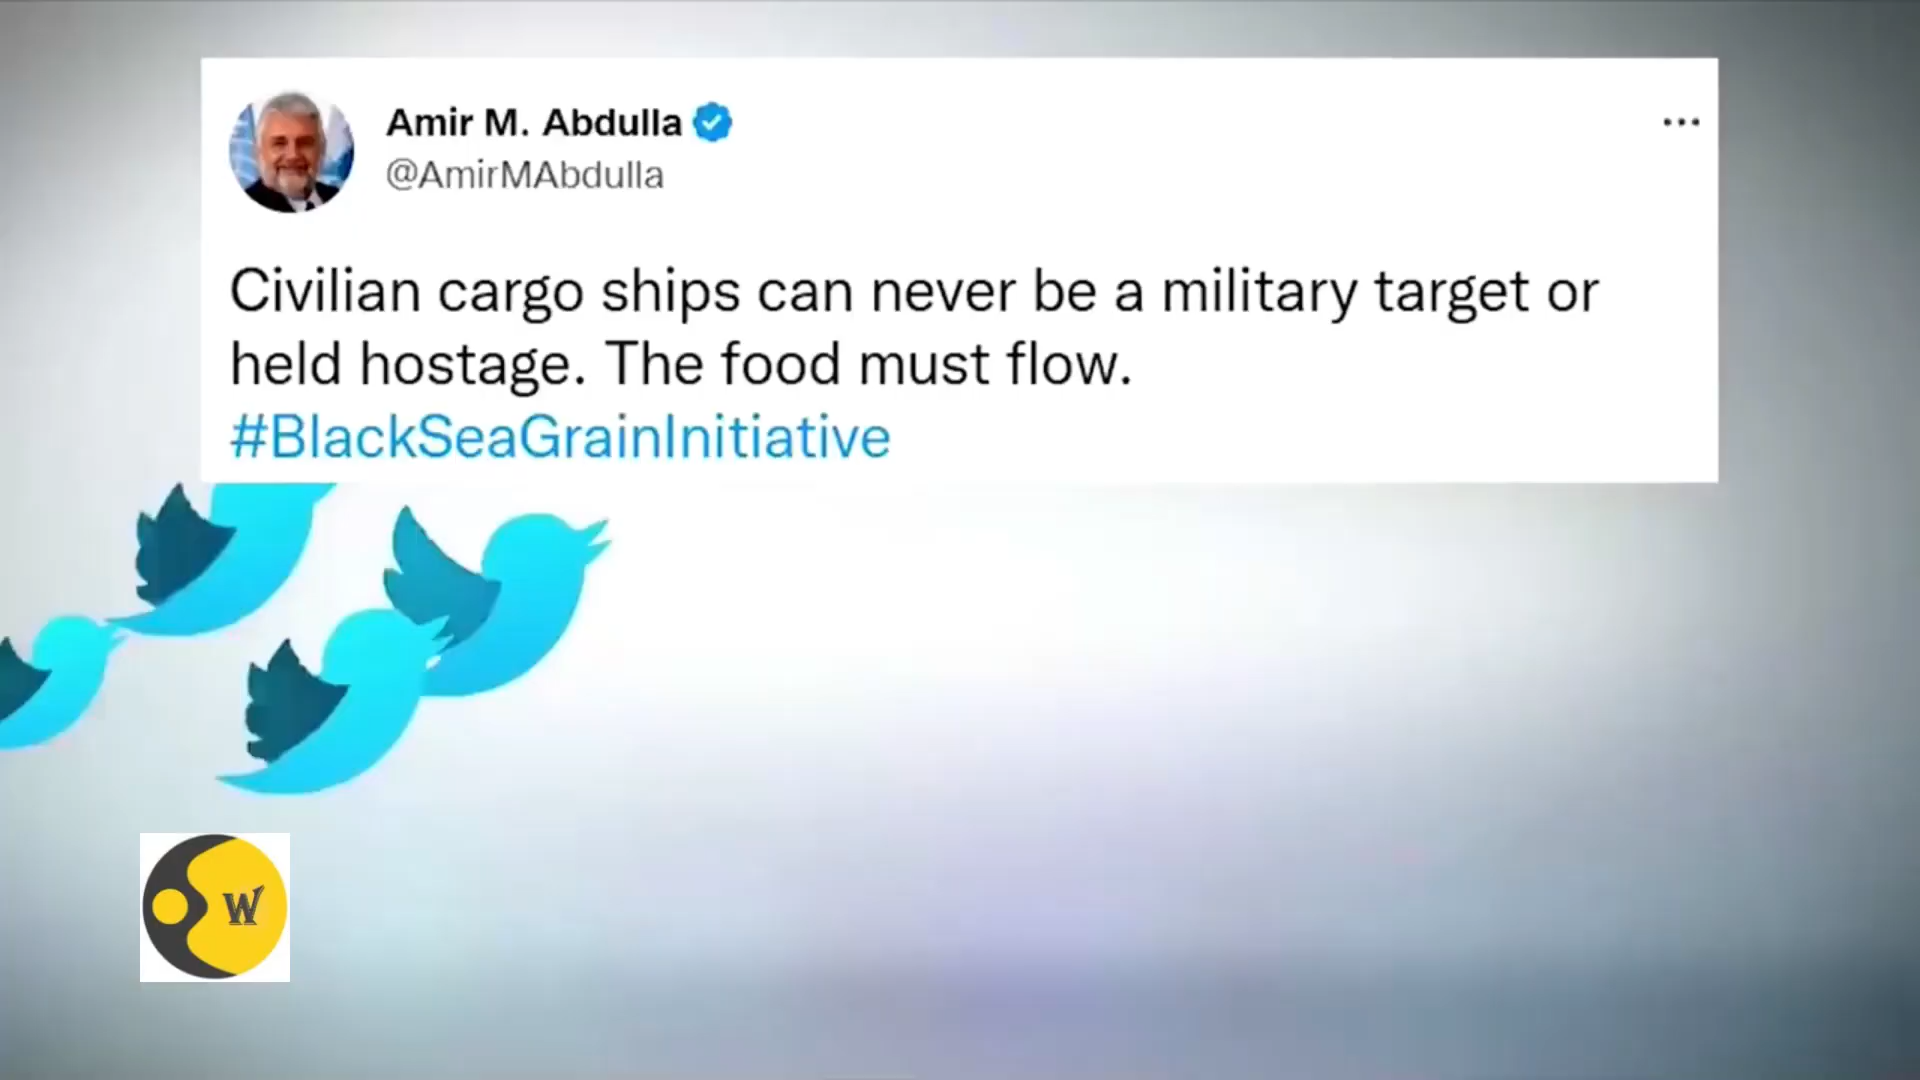 Amir M. Abdulla
@AmirMAbdulla
Civilian cargo ships can never be a military target or
held hostage. The food must flow.
#BlackSeaGrainInitiative
W